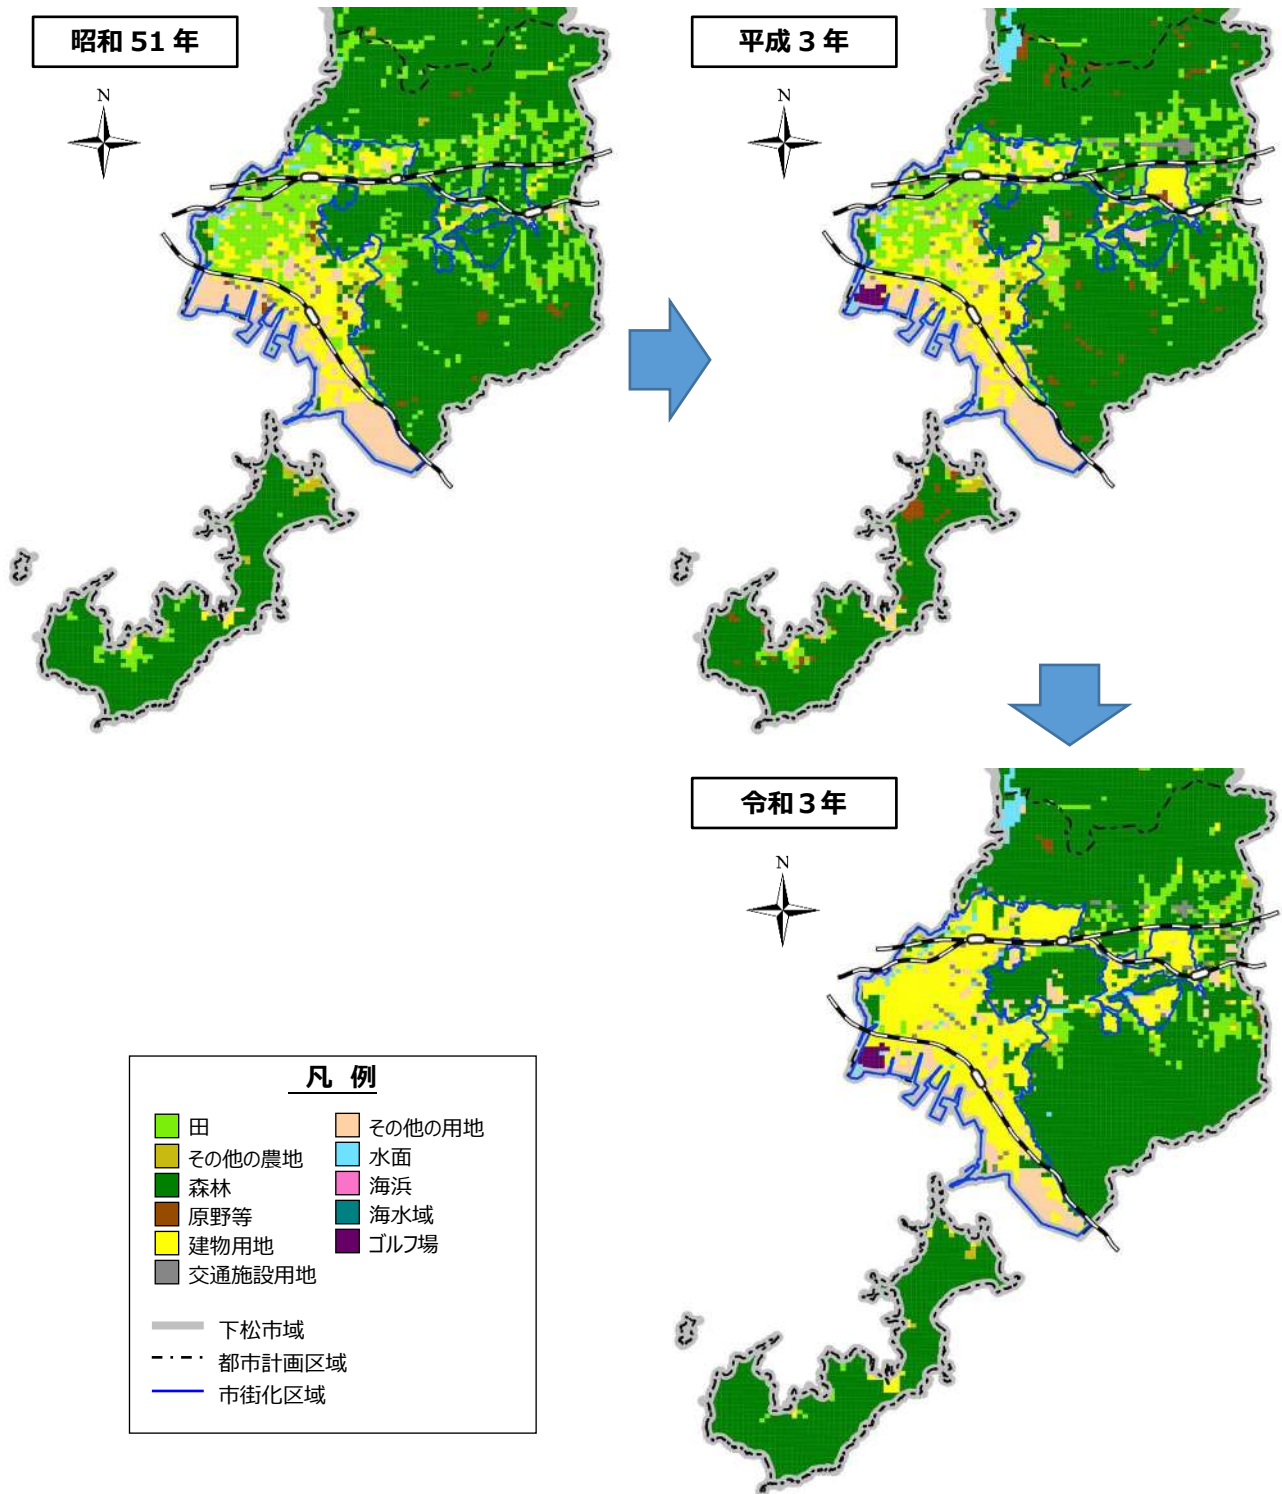 昭和 51 年
平成 3 年
N
N
令和 3 年
N
凡 例
田
その他の農地
森林
原野等
建物用地
交通施設用地
その他の用地
水面
海浜
海水域
ゴルフ場
下松市域
都市計画区域
市街化区域